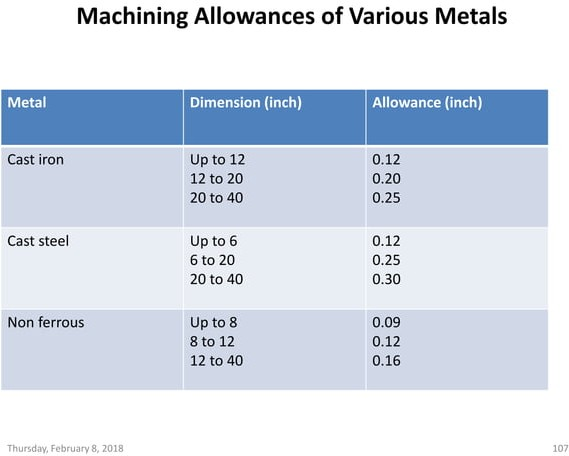 Machining Allowances of Various Metals
Metal Dimension (inch) Allowance (inch)
Cast iron Up to 12 0.12
12 to 20 0.20
20 to 40 0.25
Cast steel Up to 6 0.12
6 to 20 0.25
20 to 40 0.30
Non ferrous Up to 8 0.09
8 to 12 0.12
12 to 40 0.16
Thursday, February 8, 2018 107